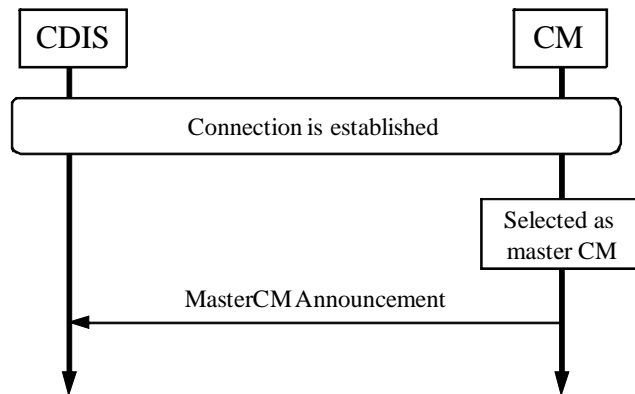 CDIS
CM
Connection is established
Selected as
master CM
MasterCM Announcement